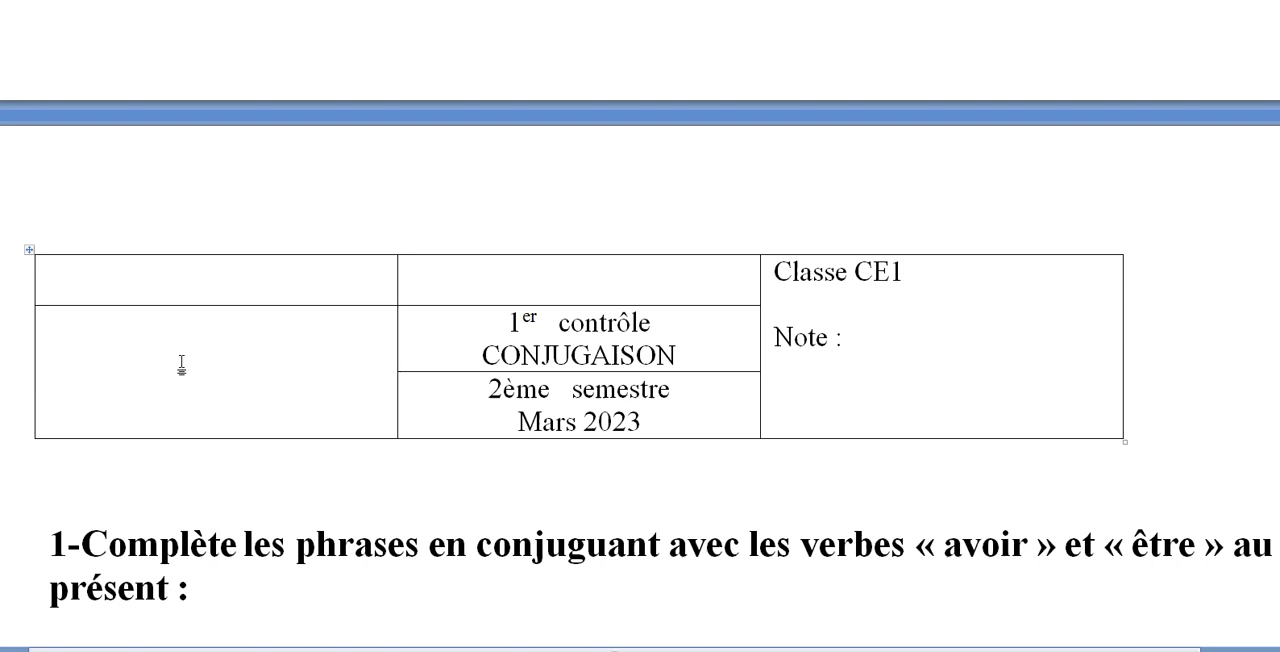 Classe CE1
Note :
1er contrôle
CONJUGAISON
2ème semestre
Mars 2023
1-Complète les phrases en conjuguant avec les verbes « avoir » et « être » au
présent :